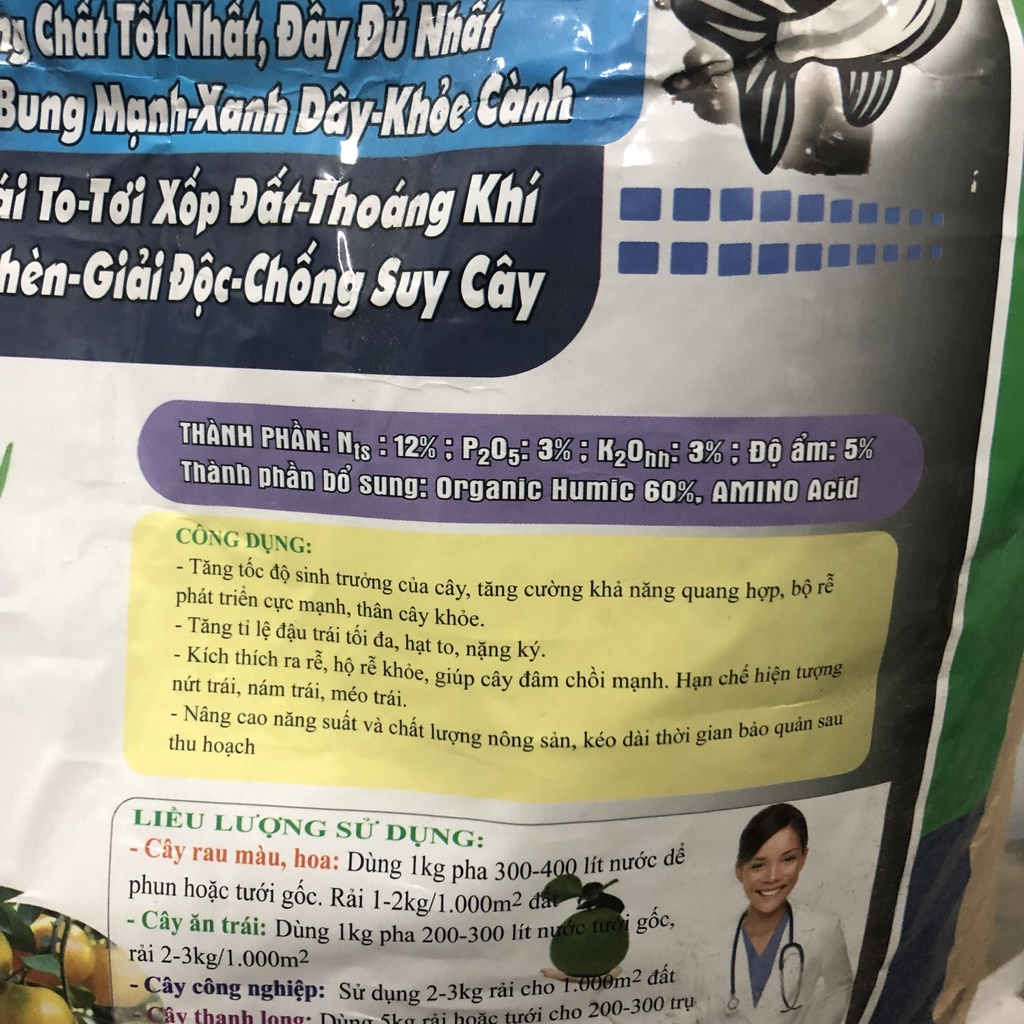 Chất Tốt Nhất, Đầy Đủ Nhất
Bung Mạnh-Xanh Dây-Khỏe Cành
To-Tơi Xốp Đất-Thoáng Khí
Giải Độc-Chống Suy Cây
THÀNH PHẦN: Nts : 12% ; P2O5: 3% ; K2Ohh: 3% ; Độ ẩm: 5%
Thành phần bổ sung: Organic Humic 60%, AMINO Acid
CÔNG DỤNG:
- Tăng tốc độ sinh trưởng của cây, tăng cường khả năng quang hợp, bộ rễ
phát triển cực mạnh, thân cây khỏe.
- Tăng tỉ lệ đậu trái tối đa, hạt to, nặng ký.
- Kích thích ra rễ, hộ rễ khỏe, giúp cây đâm chồi mạnh. Hạn chế hiện tượng
nứt trái, nám trái, méo trái.
- Nâng cao năng suất và chất lượng nông sản, kéo dài thời gian bảo quản sau
thu hoạch
LIỀU LƯỢNG SỬ DỤNG:
- Cây rau màu, hoa: Dùng 1kg pha 300-400 lít nước dể
phun hoặc tưới gốc. Rải 1-2kg/1.000m2 đất
- Cây ăn trái: Dùng 1kg pha 200-300 lít nước tưới gốc,
rải 2-3kg/1.000m2
- Cây công nghiệp: Sử dụng 2-3kg rải cho 1.000m2 đất
- Cây thanh long: Dùng 5kg rải hoặc tưới cho 200-300 trụ